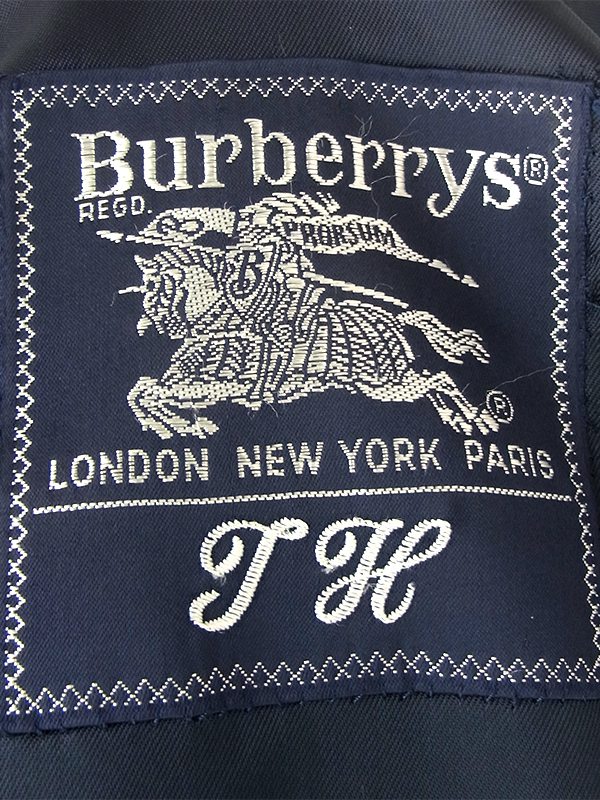 Burberrys®
REGD.
PRORSUM
B
®
LONDON NEW YORK PARIS
T H